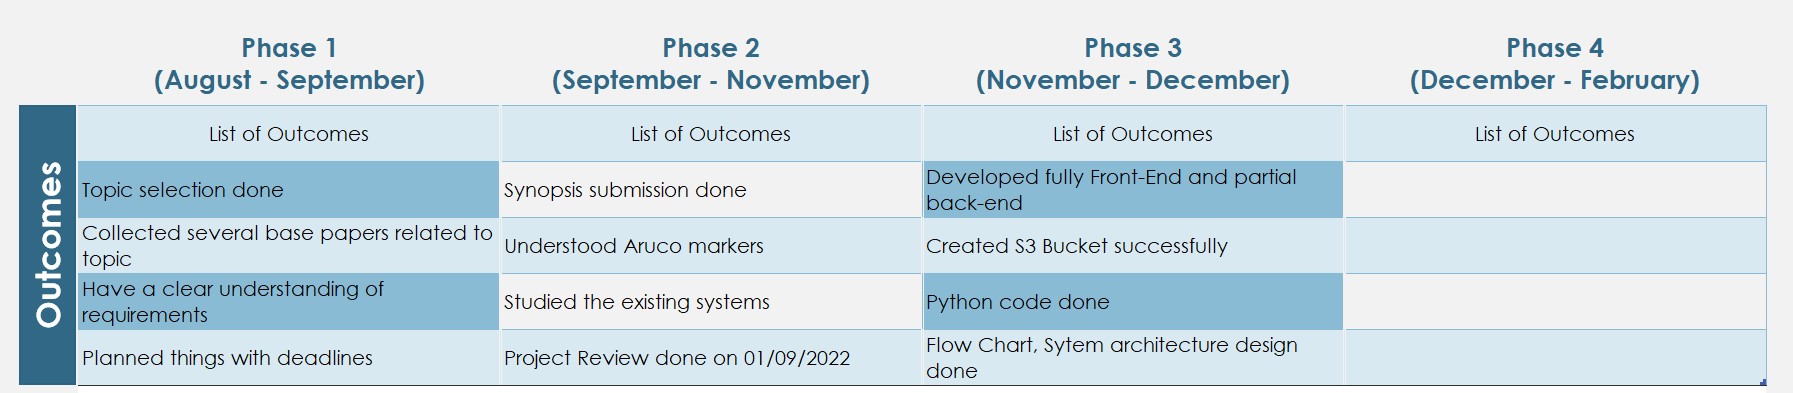 Phase 1
(August - September)
Phase 2
(September - November)
Phase 3
(November - December)
Phase 4
(December - February)
Outcomes
List of Outcomes
List of Outcomes
List of Outcomes
List of Outcomes
Topic selection done
Synopsis submission done
Developed fully Front-End and partial
back-end
Collected several base papers related to
topic
Understood Aruco markers
Created S3 Bucket successfully
Have a clear understanding of
requirements
Studied the existing systems
Python code done
Planned things with deadlines
Project Review done on 01/09/2022
Flow Chart, Sytem architecture design
done